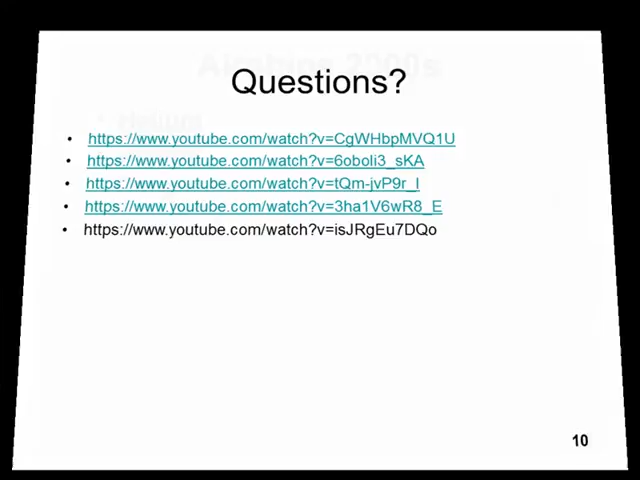 Questions?
• https://www.youtube.com/watch?v=CgWHbpMVQ1U
• https://www.youtube.com/watch?v=6oboli3_sKA
• https://www.youtube.com/watch?v=tQm-jvP9r_I
• https://www.youtube.com/watch?v=3ha1V6wR8_E
• https://www.youtube.com/watch?v=isJRgEu7DQo
10